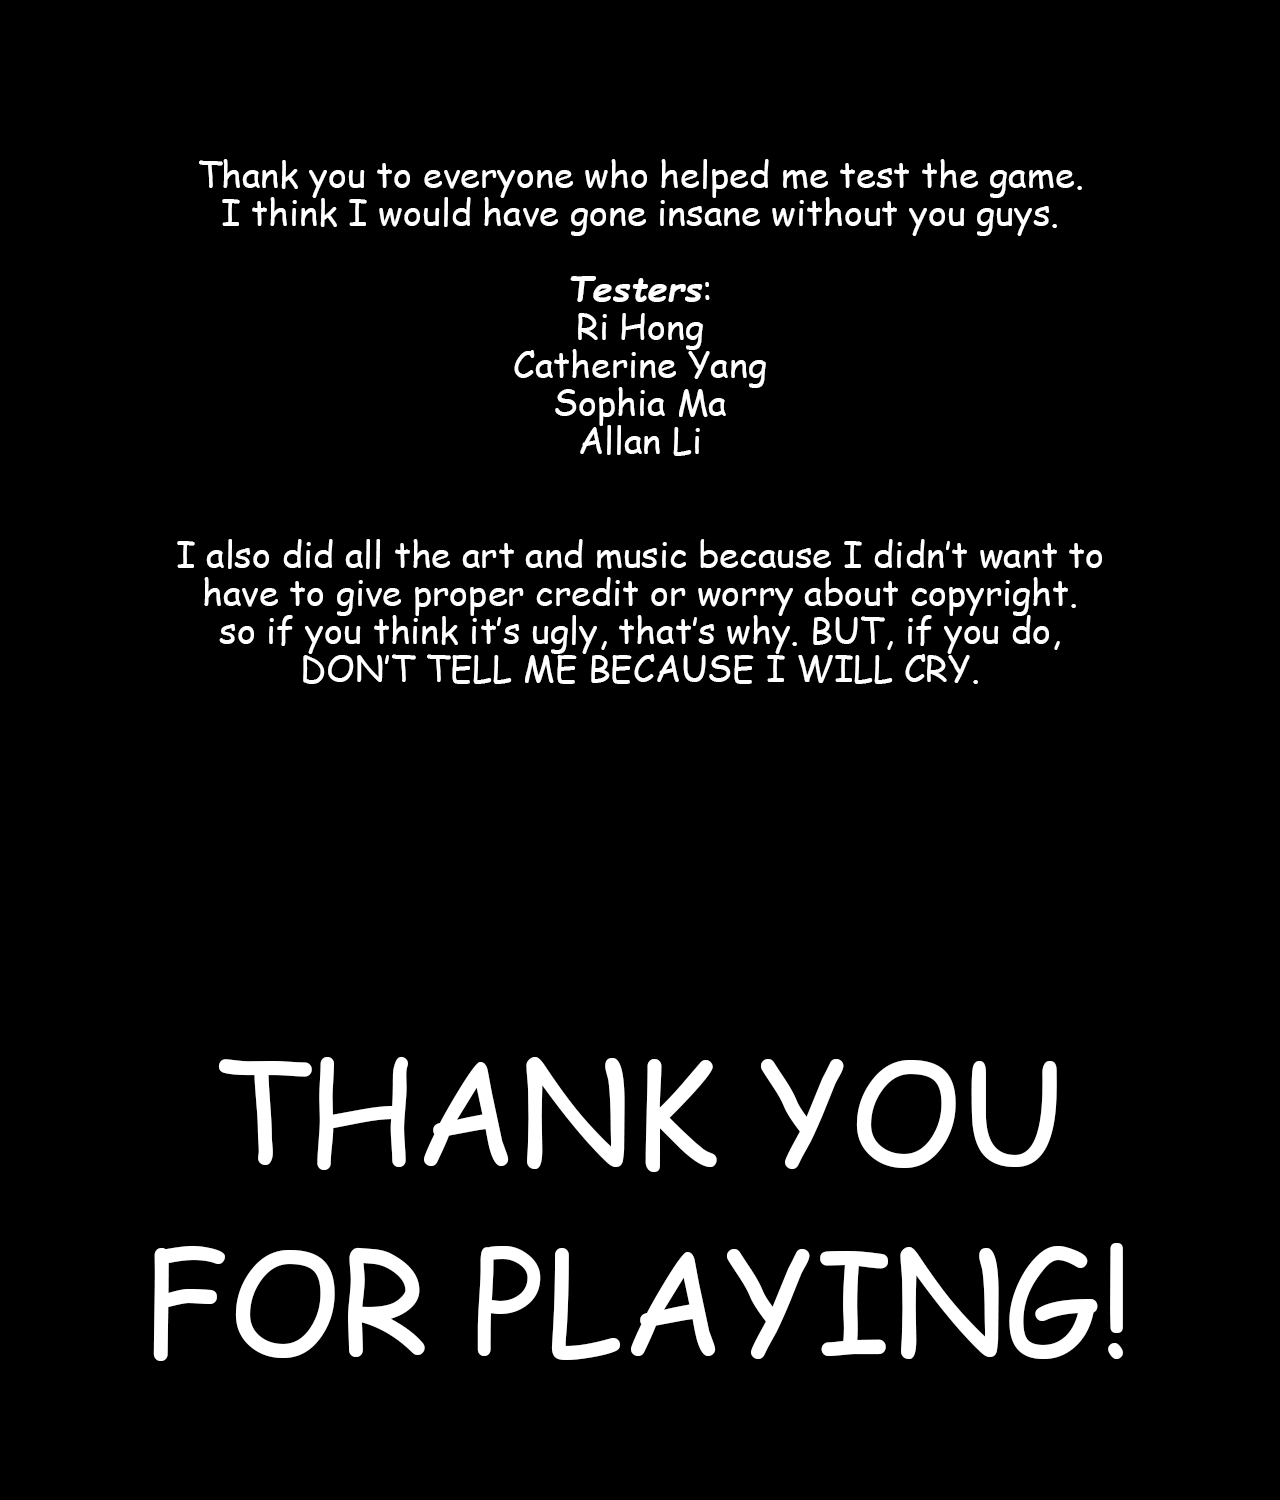 Thank you to everyone who helped me test the game.
I think I would have gone insane without you guys.
Testers:
Ri Hong
Catherine Yang
Sophia Ma
Allan Li
I also did all the art and music because I didn’t want to
have to give proper credit or worry about copyright.
so if you think it’s ugly, that’s why. BUT, if you do,
DON’T TELL ME BECAUSE I WILL CRY.
THANK YOU
FOR PLAYING!